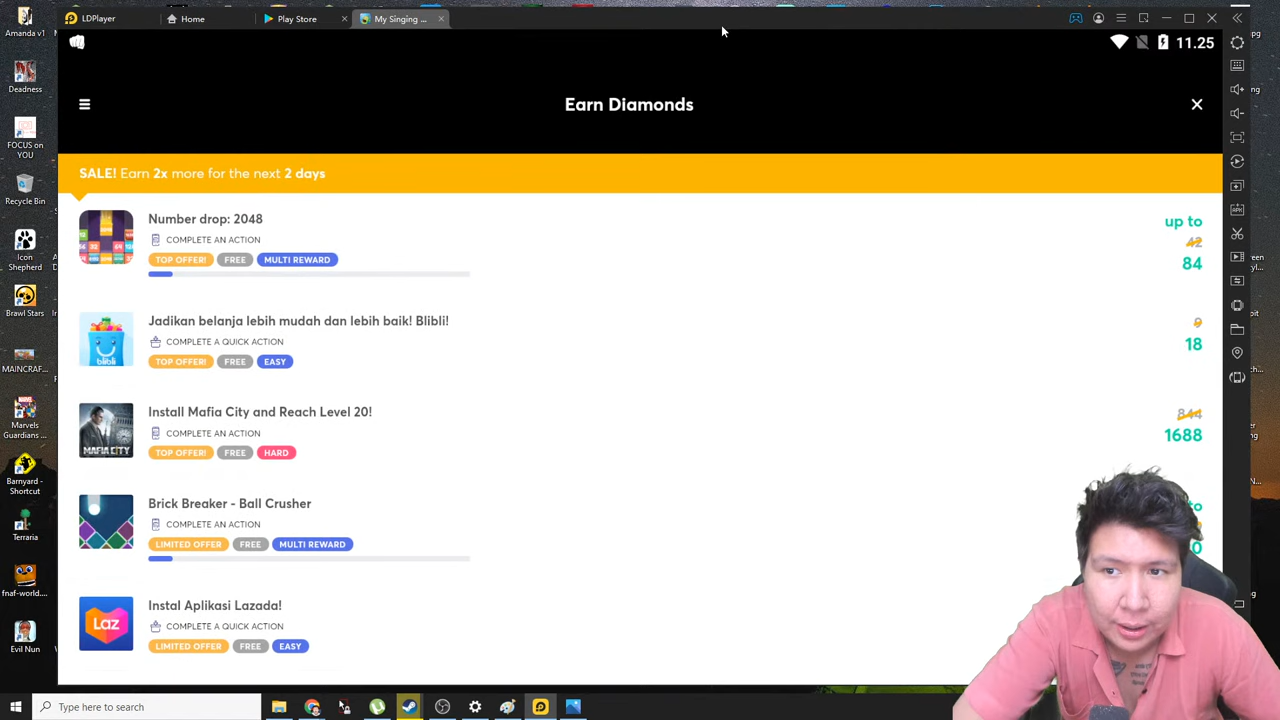 Amanda v1
LDPlayer
Home
Play Store
My Singing ...
11.25
Deadness
FOCUS on YOU
Recycle Bin
Icon Shepherd
Brawl Stars
MAINCRAF...
Marvels Guardians ...
Barnyard - Shortcut
Terraria
fnaf-world...
Evil Nun
Earn Diamonds
SALE! Earn 2x more for the next 2 days
Number drop: 2048
COMPLETE AN ACTION
TOP OFFER! FREE MULTI REWARD
up to
42
84
Jadikan belanja lebih mudah dan lebih baik! Blibli!
COMPLETE A QUICK ACTION
TOP OFFER! FREE EASY
blibli
9
18
Install Mafia City and Reach Level 20!
COMPLETE AN ACTION
TOP OFFER! FREE HARD
MAFIA CITY
844
1688
Brick Breaker - Ball Crusher
COMPLETE AN ACTION
LIMITED OFFER FREE MULTI REWARD
to
0
Instal Aplikasi Lazada!
COMPLETE A QUICK ACTION
LIMITED OFFER FREE EASY
Laz
Type here to search